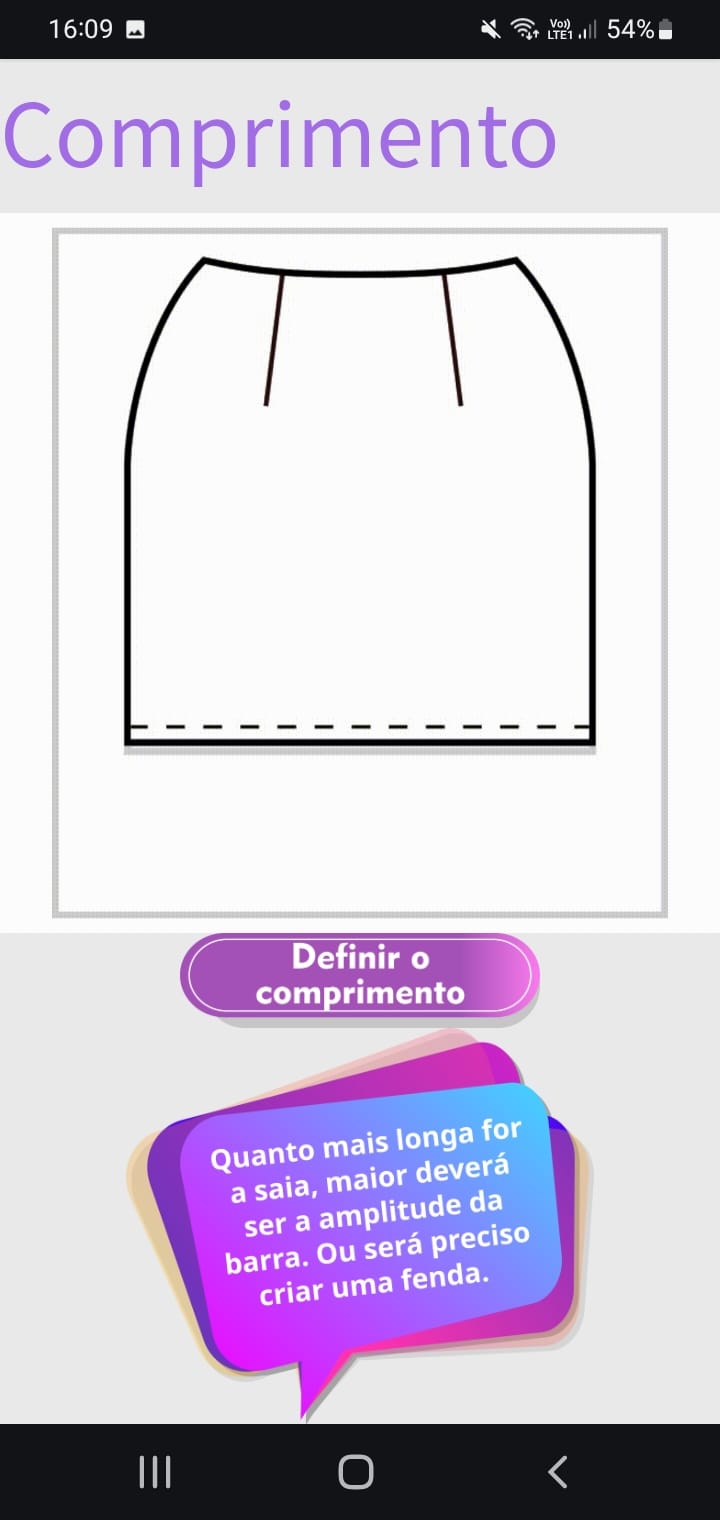 16:09
Vo))
LTE1
54%
Comprimento
Definir o
comprimento
Quanto mais longa for
a saia, maior deverá
ser a amplitude da
barra. Ou será preciso
criar uma fenda.